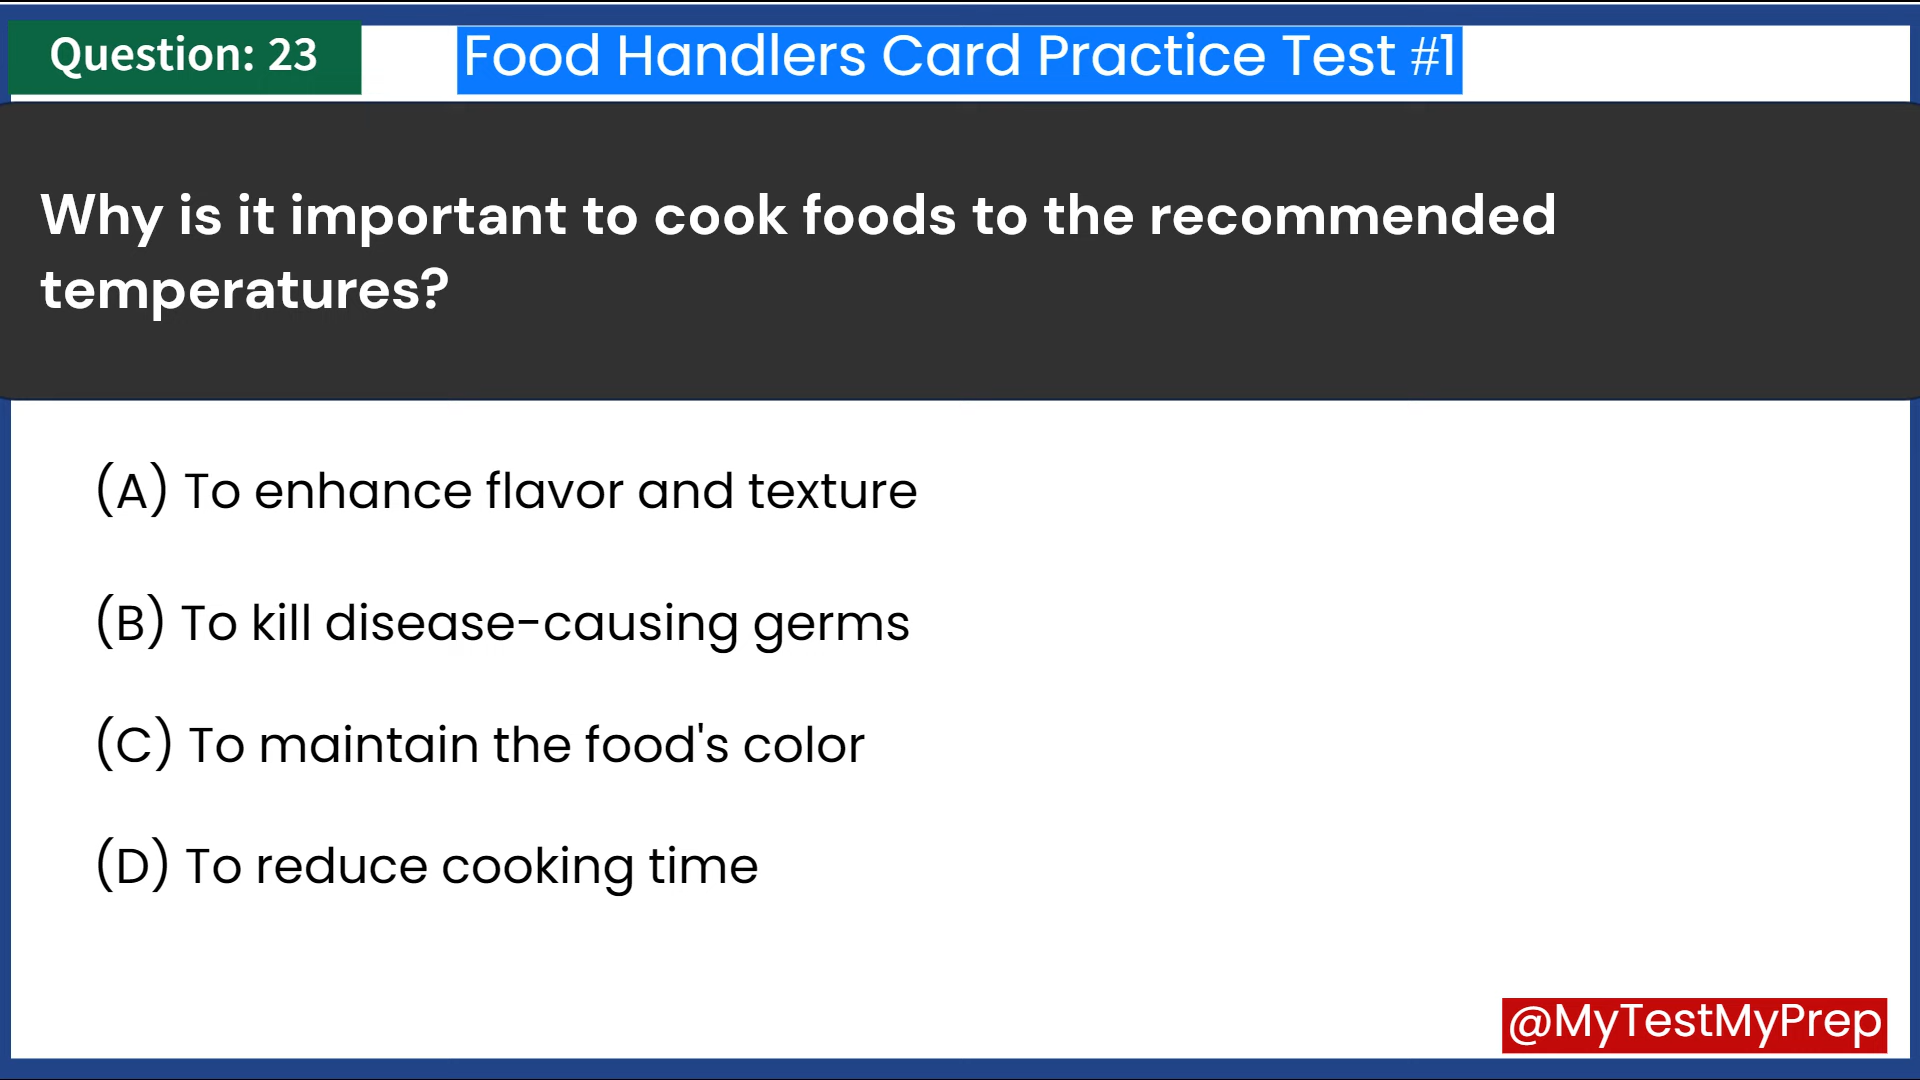 Question: 23
Food Handlers Card Practice Test #1
Why is it important to cook foods to the recommended
temperatures?
(A) To enhance flavor and texture
(B) To kill disease-causing germs
(C) To maintain the food's color
(D) To reduce cooking time
@MyTestMyPrep